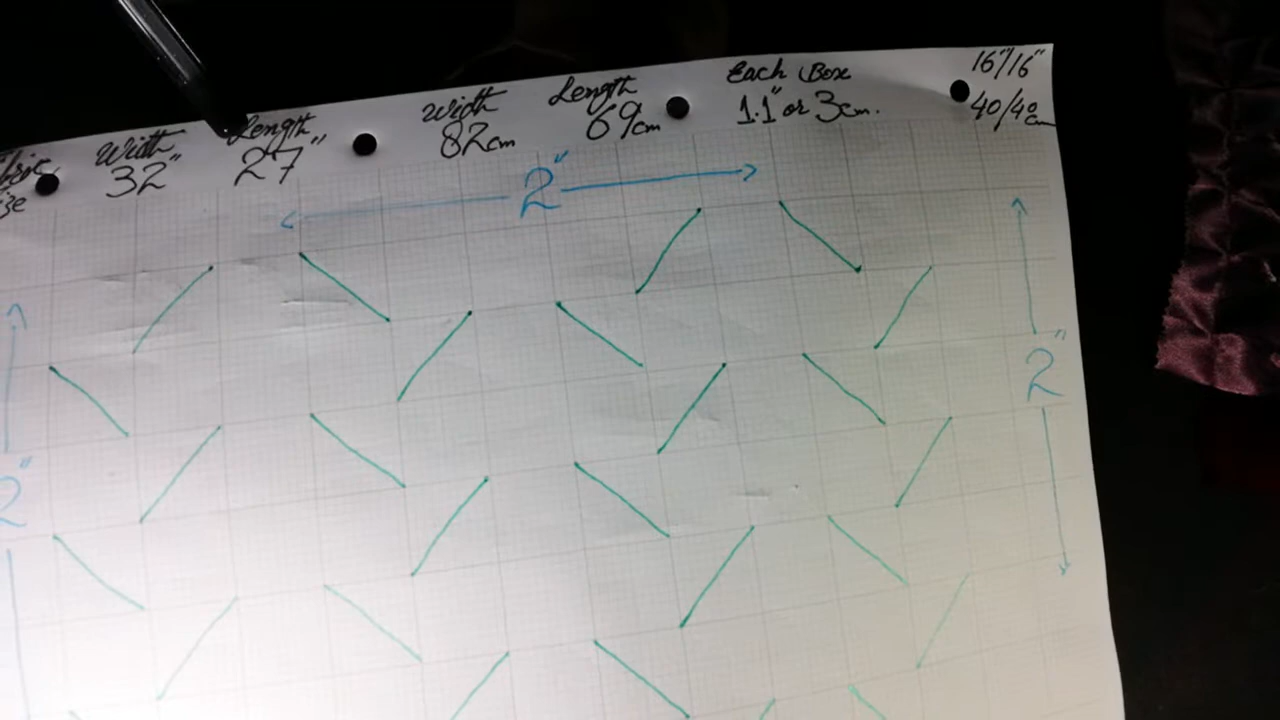 Width Length Width Length Each Box 16"/16"
32" 27" 82cm 69cm 1.1" or 3cm. 40/40cm
2"
2"
2"